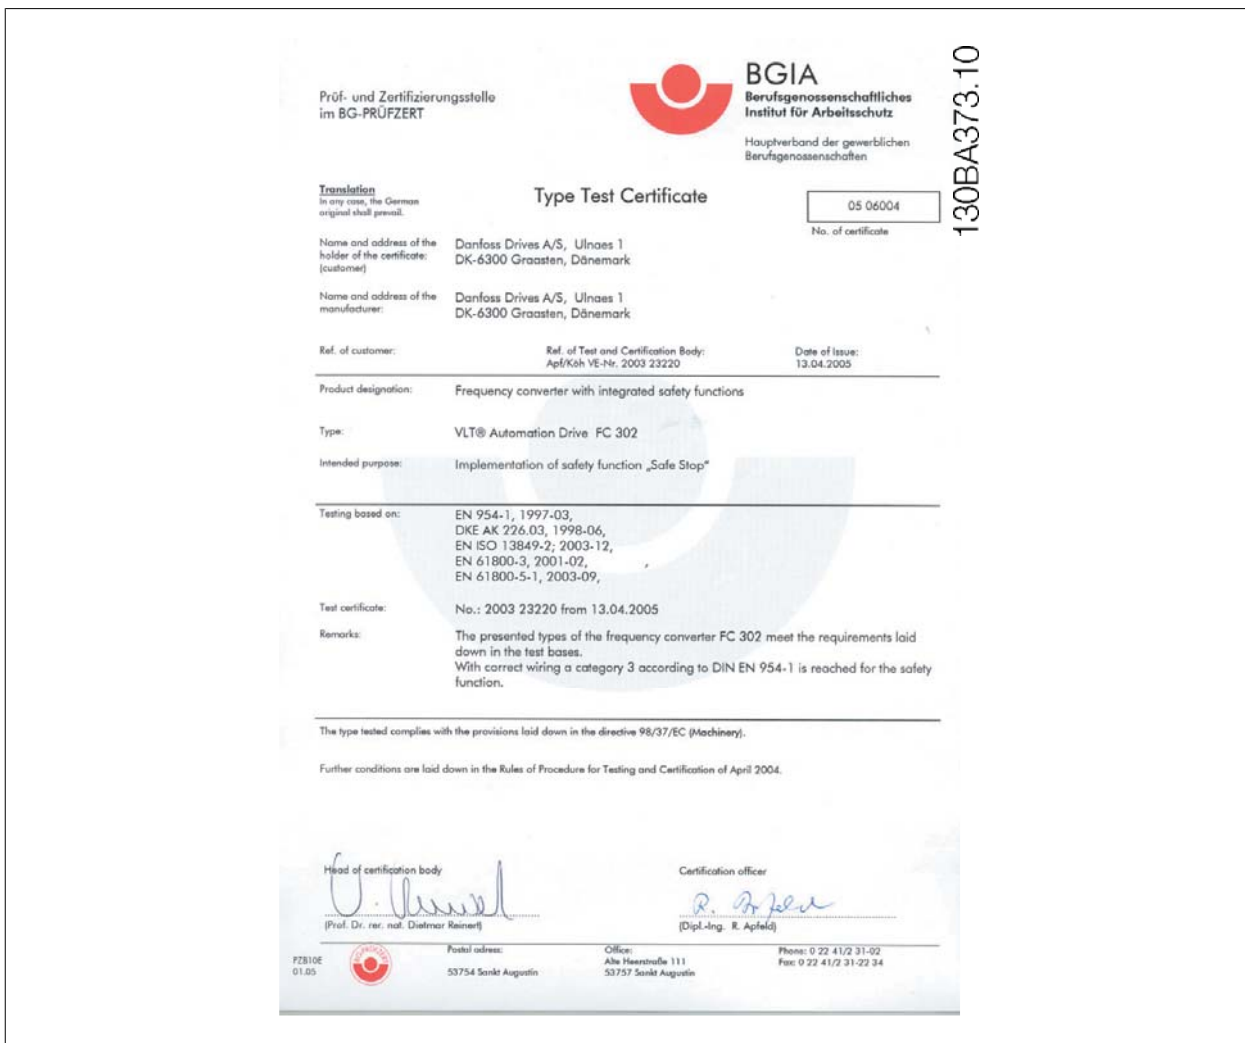 130BA373.10
Prüf- und Zertifizierungsstelle
im BG-PRÜFZERT
BGIA
Berufsgenossenschaftliches
Institut für Arbeitsschutz
Hauptverband der gewerblichen
Berufsgenossenschaften
Translation
In any case, the German
original shall prevail.
Type Test Certificate
05 06004
No. of certificate
Name and address of the
holder of the certificate:
(customer)
Danfoss Drives A/S, Ulnaes 1
DK-6300 Graasten, Dänemark
Name and address of the
manufacturer:
Danfoss Drives A/S, Ulnaes 1
DK-6300 Graasten, Dänemark
Ref. of customer:
Ref. of Test and Certification Body:
Apf/Köh VE-Nr. 2003 23220
Date of Issue:
13.04.2005
Product designation:
Frequency converter with integrated safety functions
Type:
VLT® Automation Drive FC 302
Intended purpose:
Implementation of safety function „Safe Stop“
Testing based on:
EN 954-1, 1997-03,
DKE AK 226.03, 1998-06,
EN ISO 13849-2; 2003-12,
EN 61800-3, 2001-02,
EN 61800-5-1, 2003-09,
Test certificate:
No.: 2003 23220 from 13.04.2005
Remarks:
The presented types of the frequency converter FC 302 meet the requirements laid
down in the test bases.
With correct wiring a category 3 according to DIN EN 954-1 is reached for the safety
function.
The type tested complies with the provisions laid down in the directive 98/37/EC (Machinery).
Further conditions are laid down in the Rules of Procedure for Testing and Certification of April 2004.
Head of certification body
(Prof. Dr. rer. nat. Dietmar Reinert)
Certification officer
R. Apfeld
(Dipl.-Ing. R. Apfeld)
PZB10E
01.05
BG-PRÜFZERT
Postal adress:
53754 Sankt Augustin
Office:
Alte Heerstraße 111
53757 Sankt Augustin
Phone: 0 22 41/2 31-02
Fax: 0 22 41/2 31-22 34